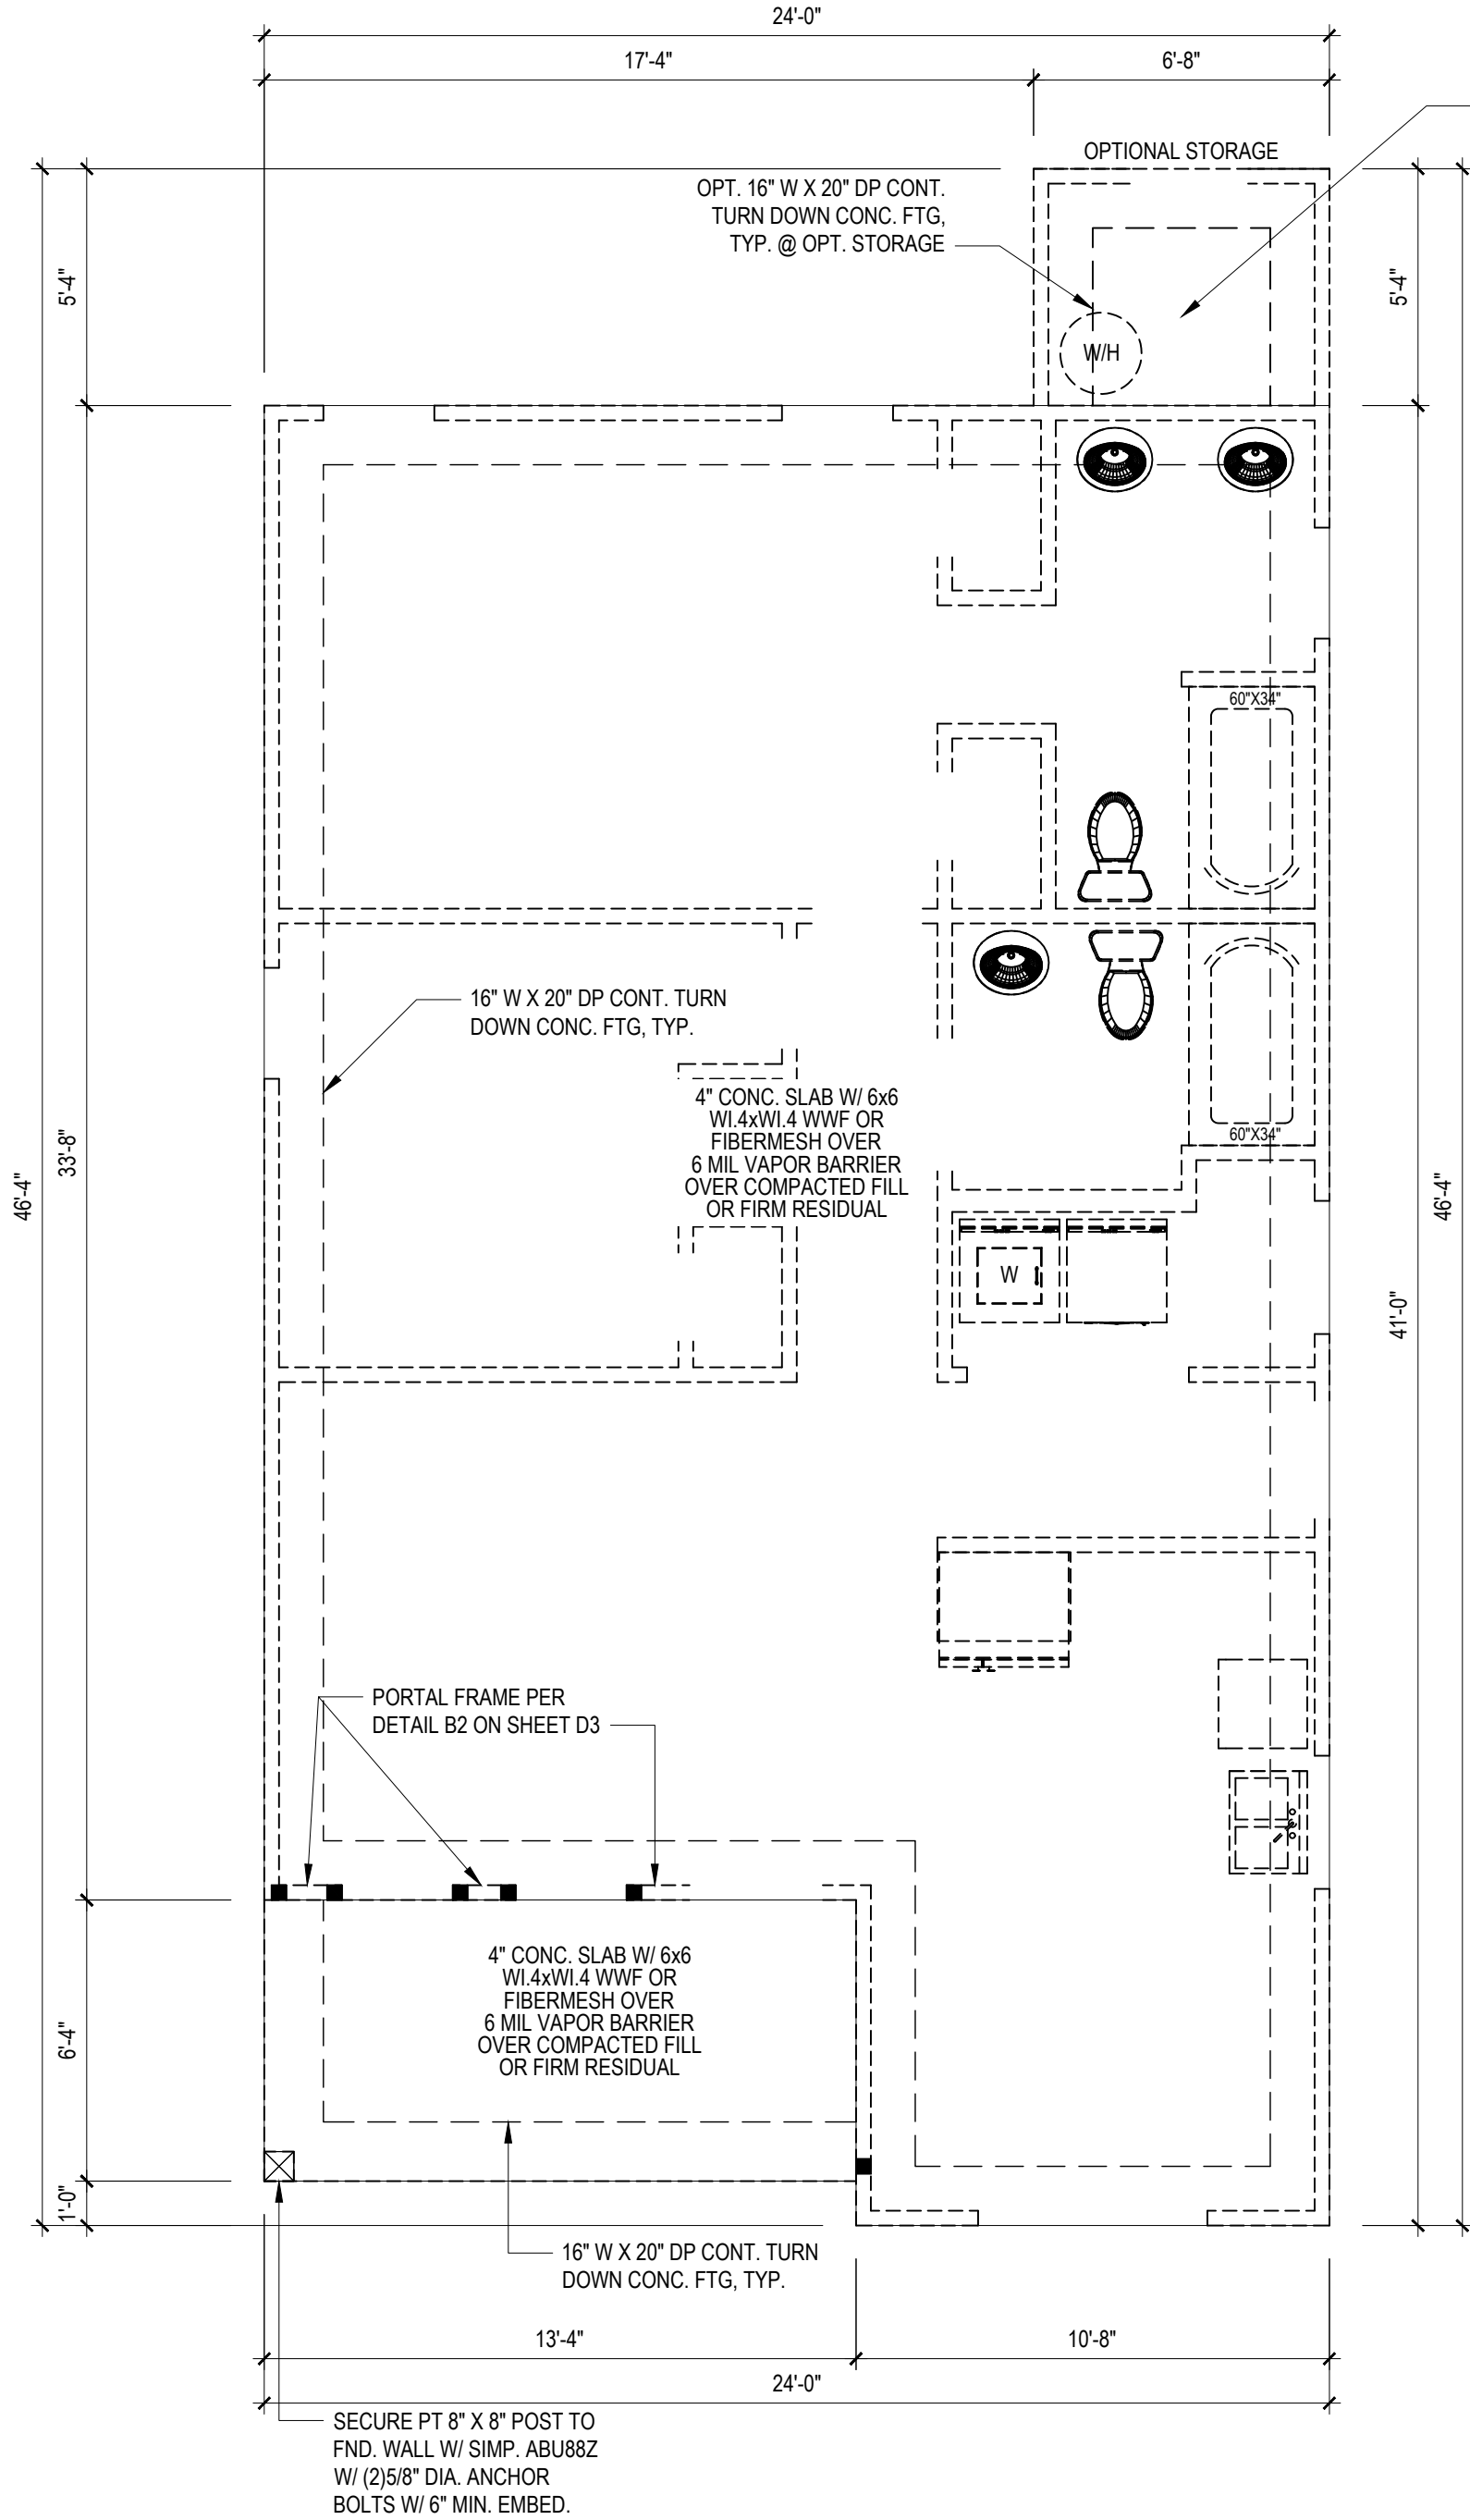 24'-0"
17'-4"
6'-8"
OPTIONAL STORAGE
OPT. 16" W X 20" DP CONT.
TURN DOWN CONC. FTG,
TYP. @ OPT. STORAGE
5'-4"
5'-4"
W/H
60"X34"
16" W X 20" DP CONT. TURN
DOWN CONC. FTG, TYP.
4" CONC. SLAB W/ 6x6
WI.4xWI.4 WWF OR
FIBERMESH OVER
6 MIL VAPOR BARRIER
OVER COMPACTED FILL
OR FIRM RESIDUAL
60"X34"
33'-8"
46'-4"
46'-4"
W
41'-0"
PORTAL FRAME PER
DETAIL B2 ON SHEET D3
4" CONC. SLAB W/ 6x6
WI.4xWI.4 WWF OR
FIBERMESH OVER
6 MIL VAPOR BARRIER
OVER COMPACTED FILL
OR FIRM RESIDUAL
6'-4"
1'-0"
16" W X 20" DP CONT. TURN
DOWN CONC. FTG, TYP.
13'-4"
10'-8"
24'-0"
SECURE PT 8" X 8" POST TO
FND. WALL W/ SIMP. ABU88Z
W/ (2)5/8" DIA. ANCHOR
BOLTS W/ 6" MIN. EMBED.